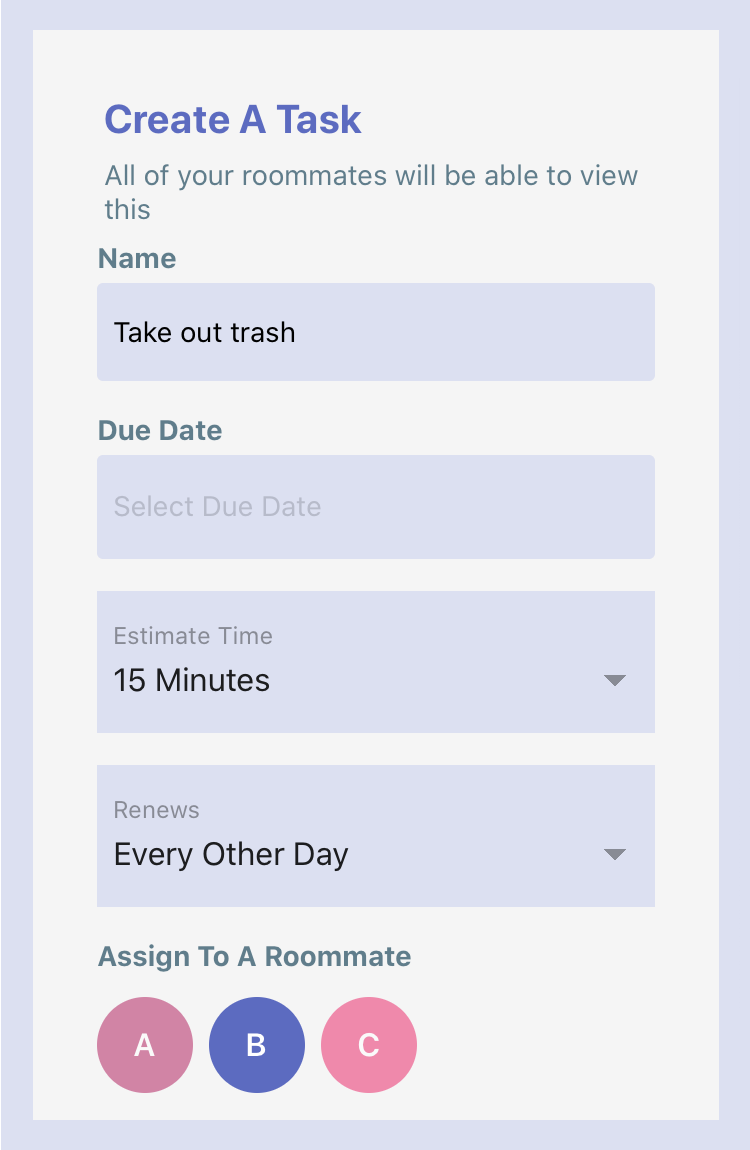 Create A Task
All of your roommates will be able to view
this
Name
Take out trash
Due Date
Select Due Date
Estimate Time
15 Minutes
Renews
Every Other Day
Assign To A Roommate
A B C